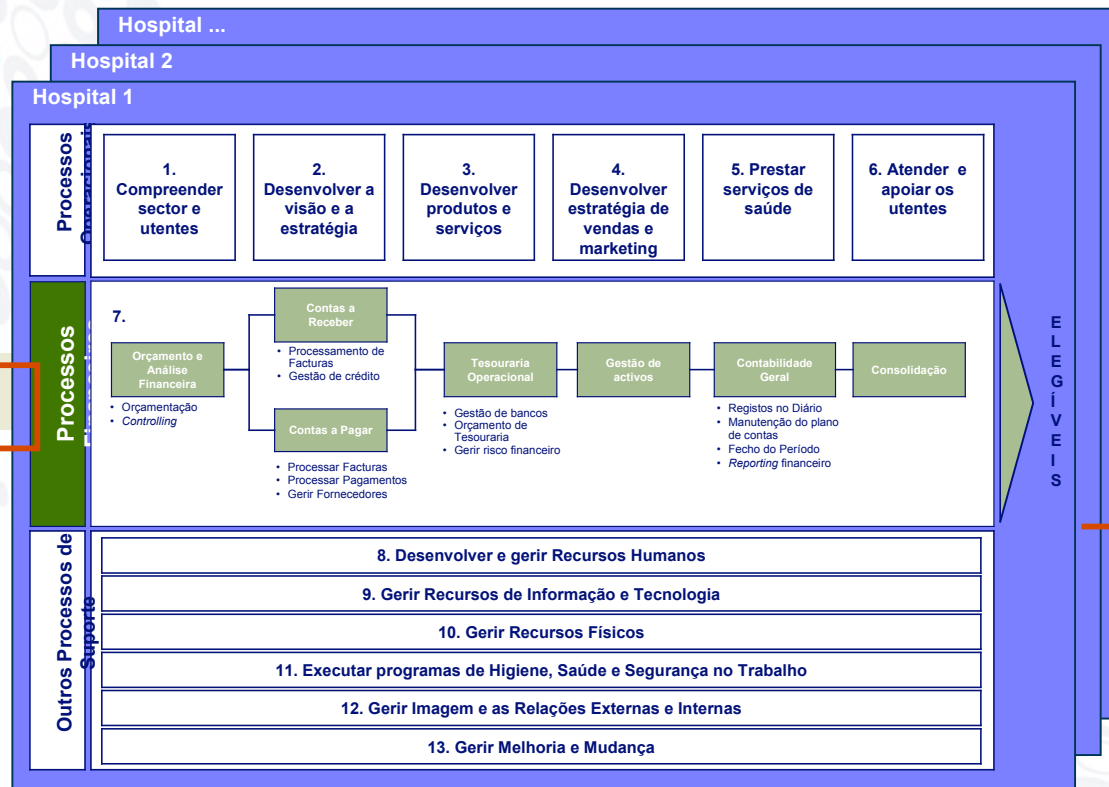 Hospital ...
Hospital 2
Hospital 1
Processos
Operacionais
1.
Compreender
sector e
utentes
2.
Desenvolver a
visão e a
estratégia
3.
Desenvolver
produtos e
serviços
4.
Desenvolver
estratégia de
vendas e
marketing
5. Prestar
serviços de
saúde
6. Atender e
apoiar os
utentes
Processos
Financeiros
7.
Orçamento e
Análise
Financeira
• Orçamentação
• Controlling
Contas a
Receber
• Processamento de
Facturas
• Gestão de crédito
Contas a Pagar
• Processar Facturas
• Processar Pagamentos
• Gerir Fornecedores
Tesouraria
Operacional
• Gestão de bancos
• Orçamento de
Tesouraria
• Gerir risco financeiro
Gestão de
activos
Contabilidade
Geral
• Registos no Diário
• Manutenção do plano
de contas
• Fecho do Período
• Reporting financeiro
Consolidação
E
L
E
G
Í
V
E
I
S
Outros Processos de
Suporte
8. Desenvolver e gerir Recursos Humanos
9. Gerir Recursos de Informação e Tecnologia
10. Gerir Recursos Físicos
11. Executar programas de Higiene, Saúde e Segurança no Trabalho
12. Gerir Imagem e as Relações Externas e Internas
13. Gerir Melhoria e Mudança